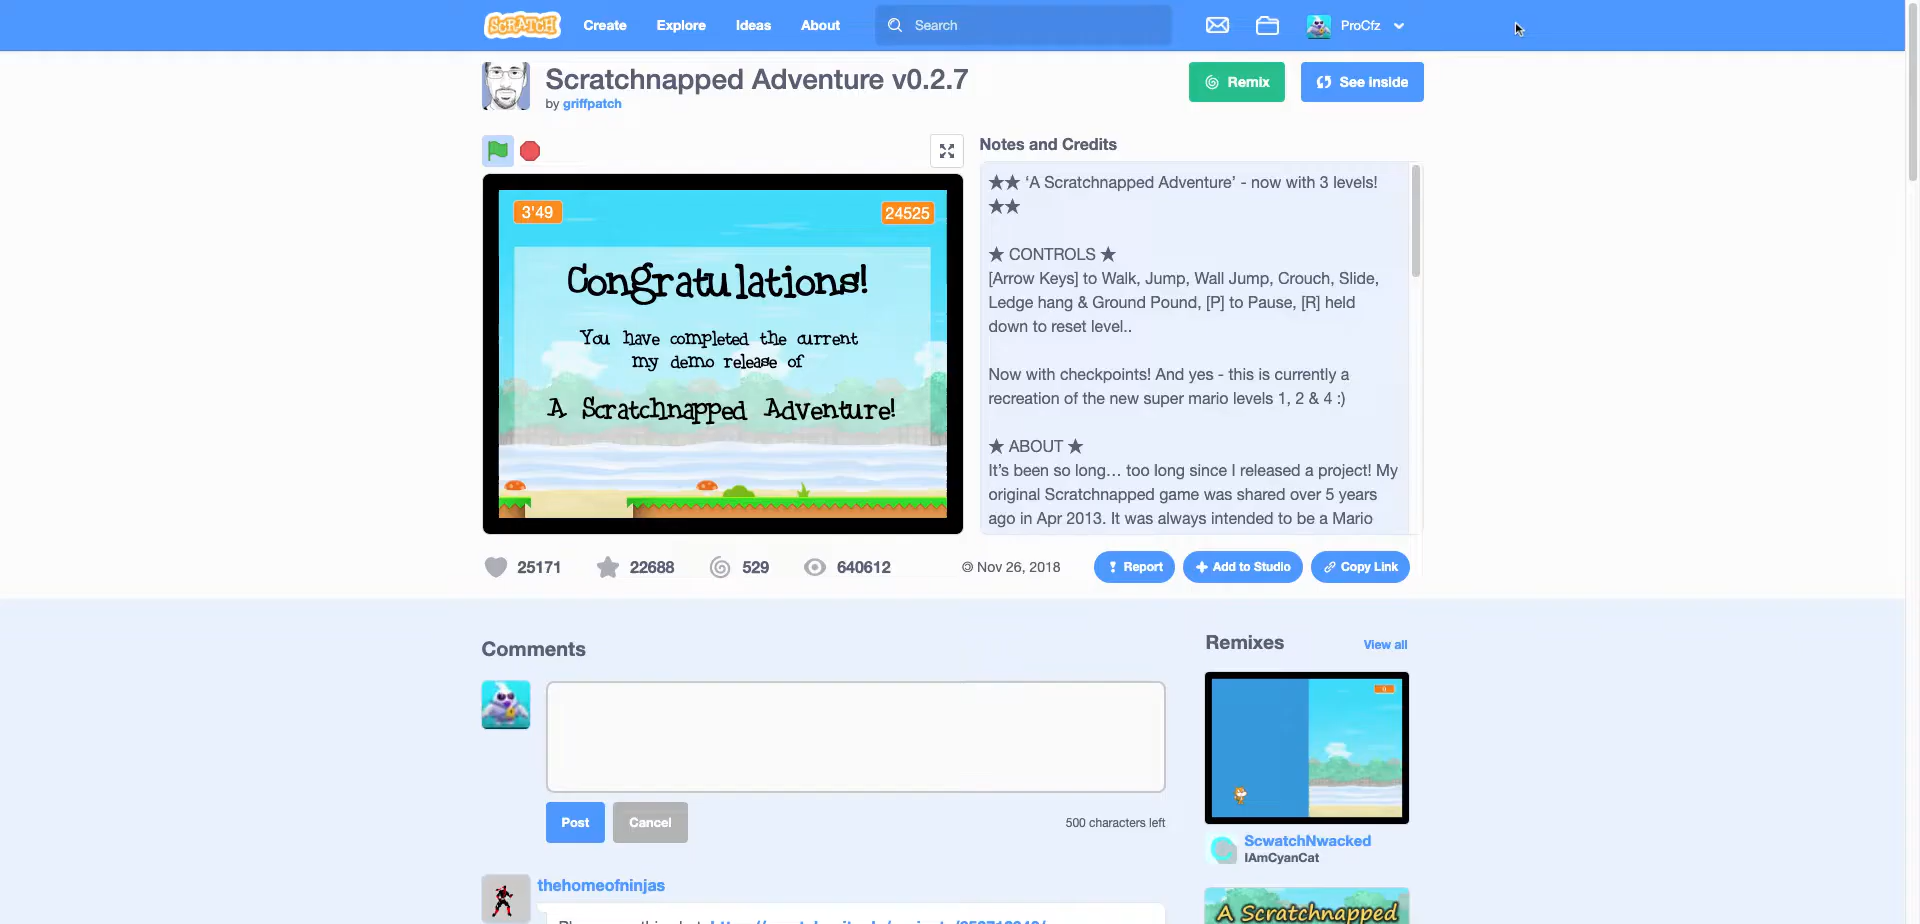 SCRATCH Create Explore Ideas About Search ProCfz
Scratchnapped Adventure v0.2.7
by griffpatch
Remix See inside
Notes and Credits
★★ ‘A Scratchnapped Adventure’ - now with 3 levels!
★★
★ CONTROLS ★
[Arrow Keys] to Walk, Jump, Wall Jump, Crouch, Slide,
Ledge hang & Ground Pound, [P] to Pause, [R] held
down to reset level..
Now with checkpoints! And yes - this is currently a
recreation of the new super mario levels 1, 2 & 4 :)
★ ABOUT ★
It’s been so long… too long since I released a project! My
original Scratchnapped game was shared over 5 years
ago in Apr 2013. It was always intended to be a Mario
3'49 24525
Congratulations!
You have completed the current
my demo release of
A Scratchnapped Adventure!
25171 22688 529 640612
© Nov 26, 2018 Report Add to Studio Copy Link
Comments
Post Cancel 500 characters left
thehomeofninjas
Remixes View all
0
ScwatchNwacked
IAmCyanCat
A Scratchnapped